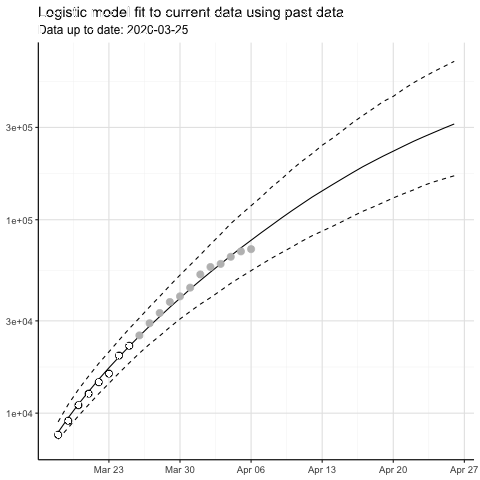 Logistic model fit to current data using past data
Data up to date: 2020-03-25
3e+05
1e+05
3e+04
1e+04
Mar 23 Mar 30 Apr 06 Apr 13 Apr 20 Apr 27